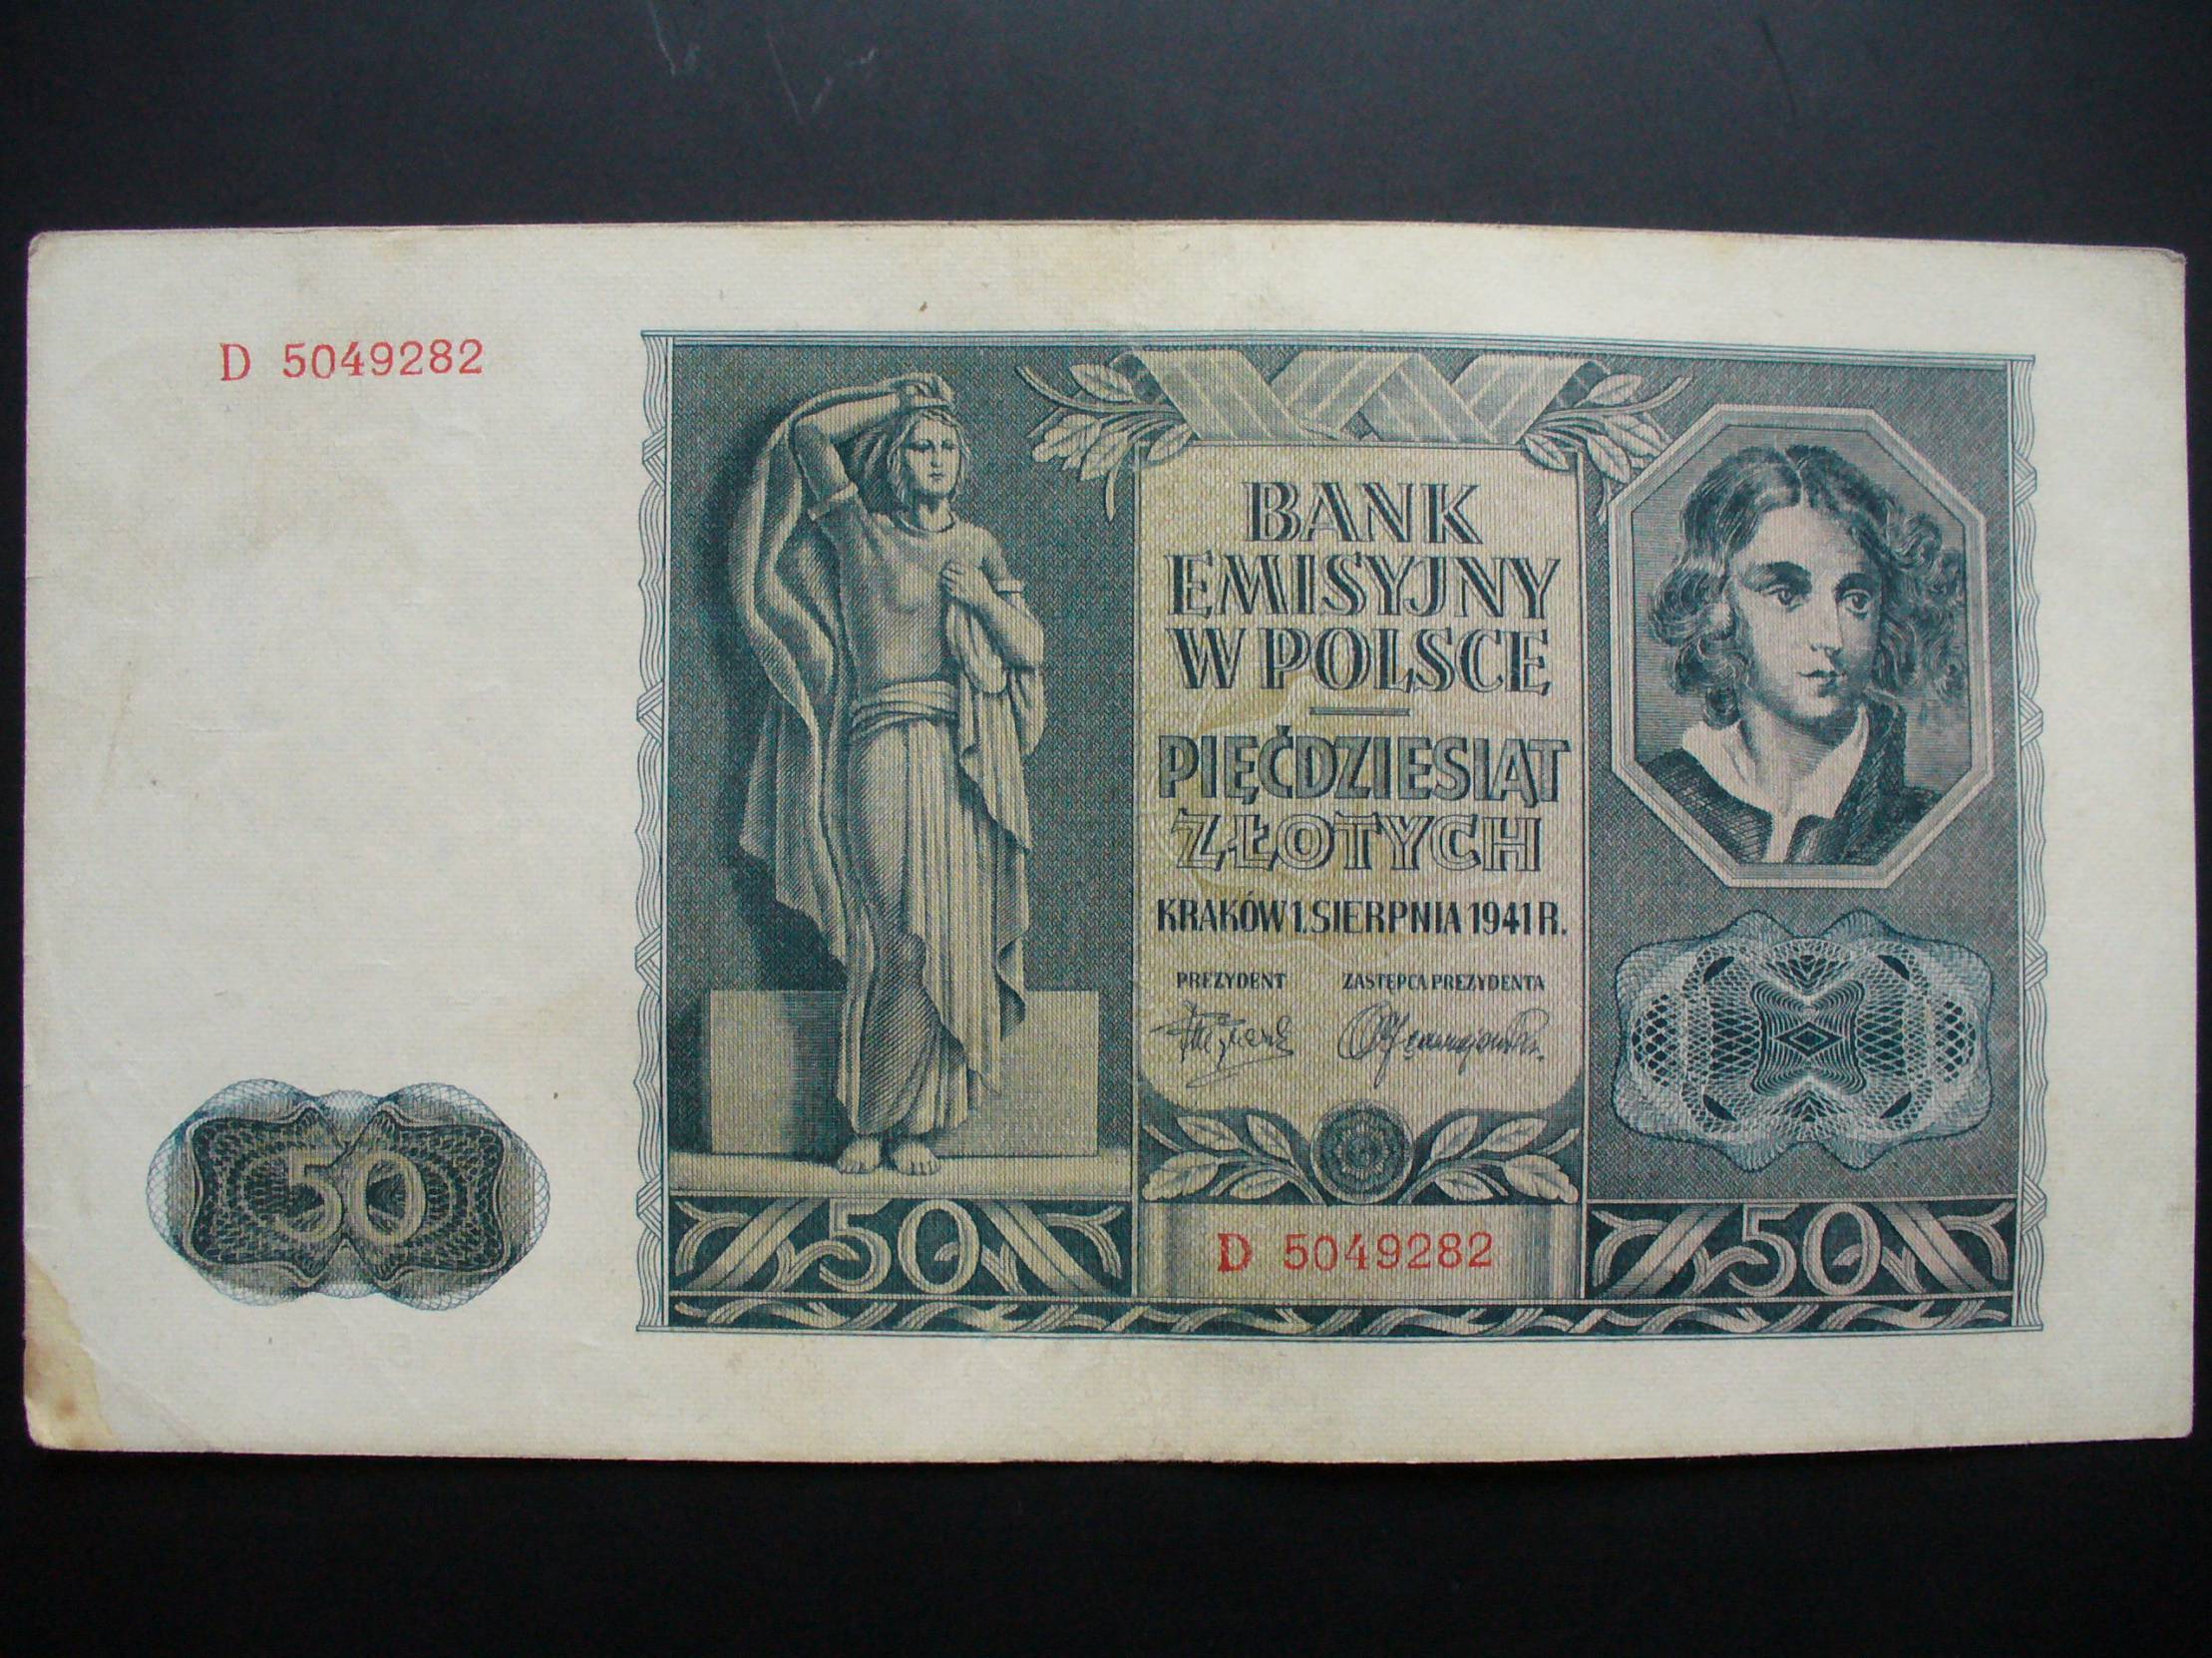 D 5049282
BANK
EMISYJNY
W POLSCE
PIĘĆDZIESIĄT
ZŁOTYCH
KRAKÓW 1. SIERPNIA 1941 R.
PREZYDENT ZASTĘPCA PREZYDENTA
50
50
D 5049282
50